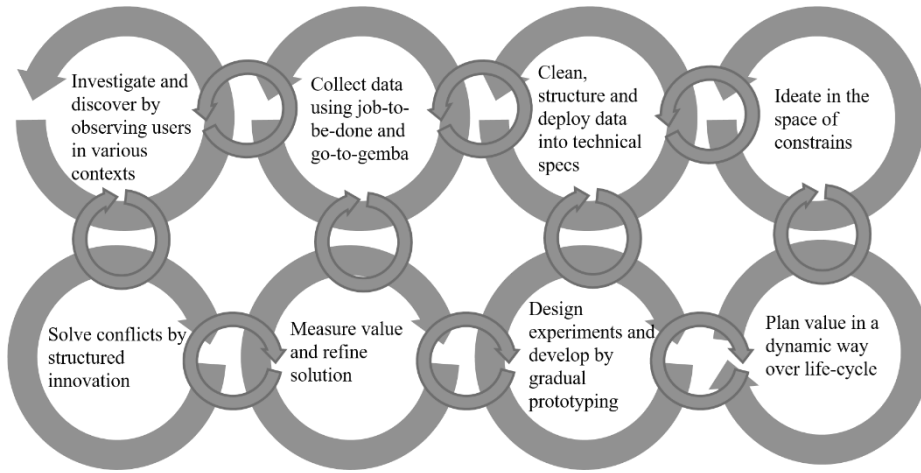 Investigate and
discover by
observing users
in various
contexts
Collect data
using job-to-
be-done and
go-to-gemba
Clean,
structure and
deploy data
into technical
specs
Ideate in the
space of
constrains
Solve conflicts by
structured
innovation
Measure value
and refine
solution
Design
experiments and
develop by
gradual
prototyping
Plan value in a
dynamic way
over life-cycle